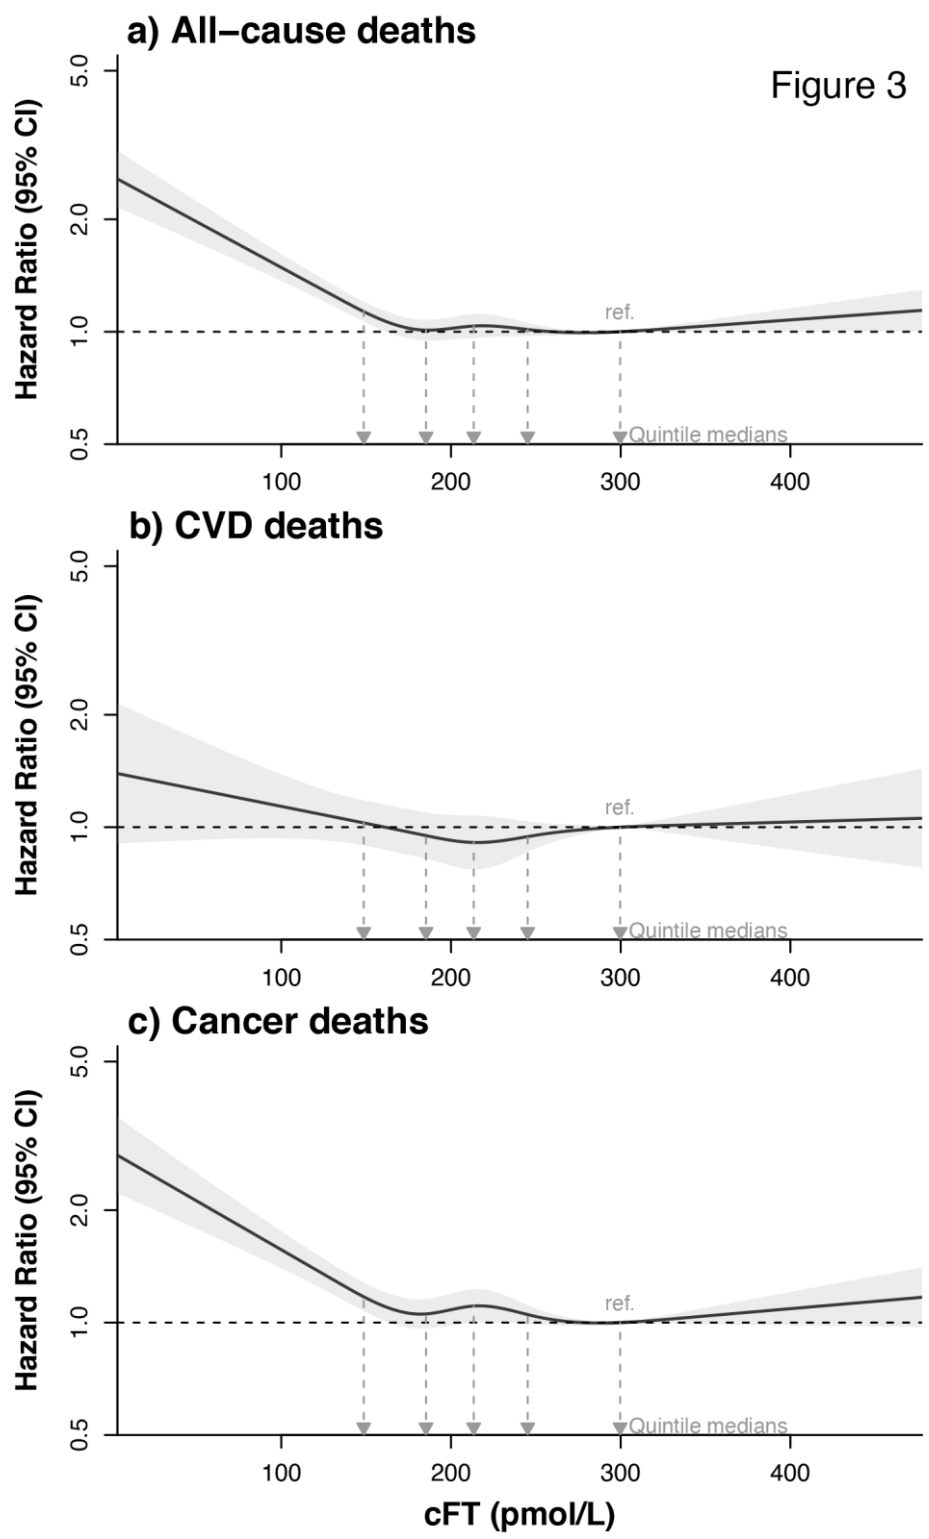 a) All–cause deaths
Figure 3
Hazard Ratio (95% CI)
5.0
2.0
1.0
0.5
ref.
Quintile medians
100 200 300 400
b) CVD deaths
Hazard Ratio (95% CI)
5.0
2.0
1.0
0.5
ref.
Quintile medians
100 200 300 400
c) Cancer deaths
Hazard Ratio (95% CI)
5.0
2.0
1.0
0.5
ref.
Quintile medians
100 200 300 400
cFT (pmol/L)